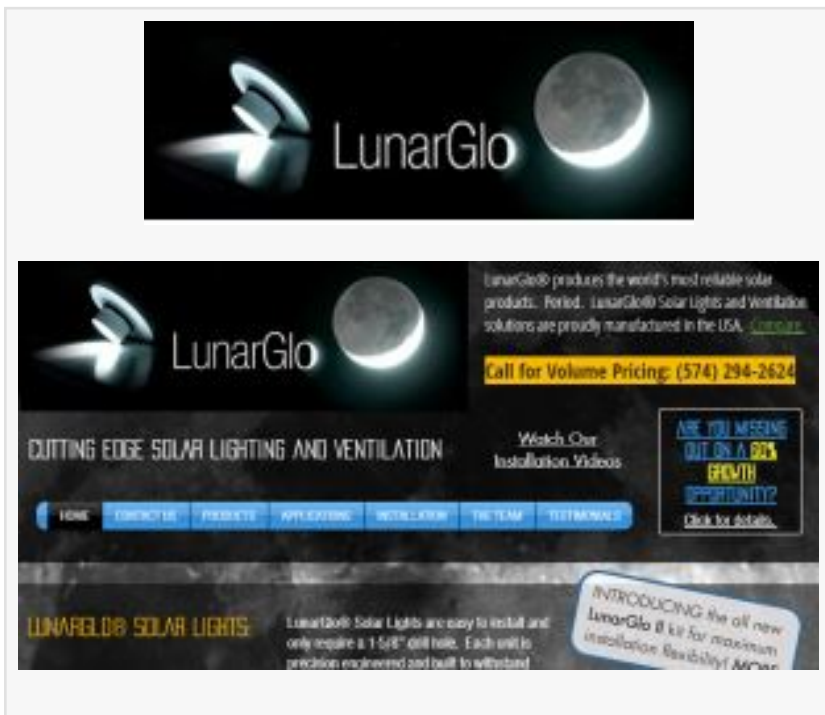 LunarGlo
LunarGlo
LunarGlo® produces the world's most reliable solar
products. Period. LunarGlo® Solar Lights and Ventilation
solutions are proudly manufactured in the USA. Compare.
Call for Volume Pricing: (574) 294-2624
CUTTING EDGE SOLAR LIGHTING AND VENTILATION
Watch Our
Installation Videos
ARE YOU MISSING
OUT ON A 60%
GROWTH
OPPORTUNITY?
Click for details.
HOME CONTACT US PRODUCTS APPLICATIONS INSTALLATION THE TEAM TESTIMONIALS
LUNARGLO® SOLAR LIGHTS:
LunarGlo® Solar Lights are easy to install and
only require a 1-5/8" drill hole. Each unit is
precision engineered and built to withstand
INTRODUCING the all new
LunarGlo II kit for maximum
installation flexibility! MORE